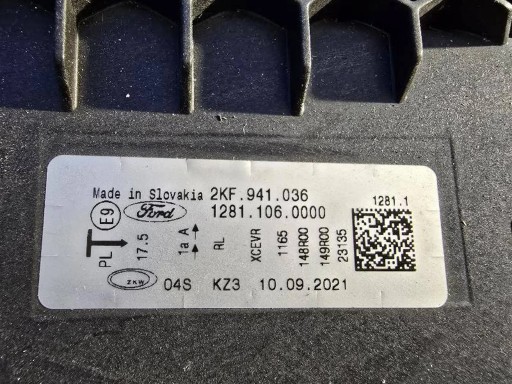 Made in Slovakia 2KF.941.036
Ford 1281.106.0000
1281.1
E9
PL
T
17.5
1a A
RL
XCEVR
1165
148R00
149R00
23135
ZKW 04S KZ3 10.09.2021